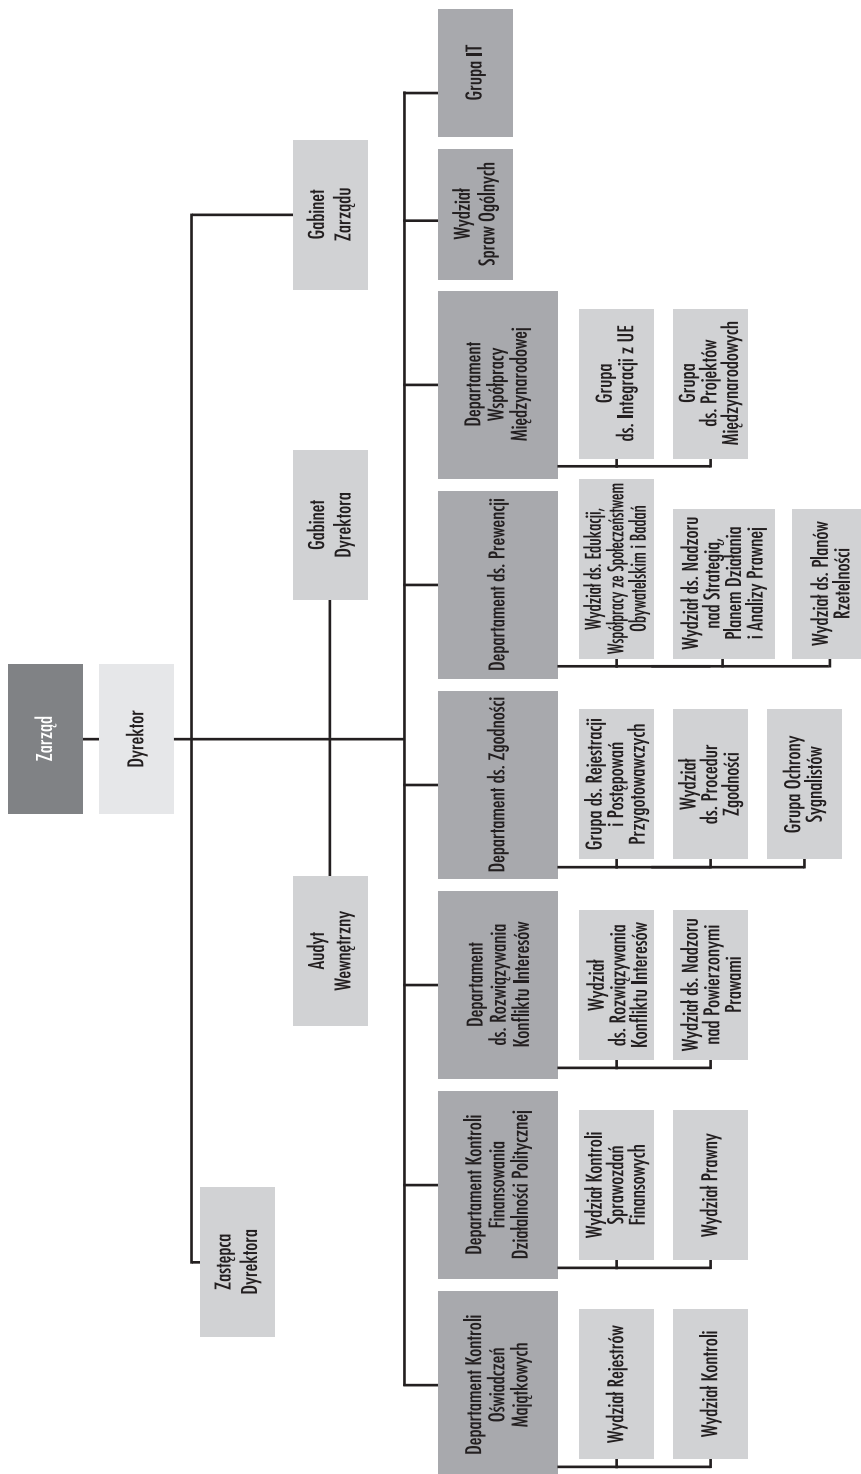 Zarząd
Dyrektor
Zastępca
Dyrektora
Audyt
Wewnętrzny
Gabinet
Dyrektora
Gabinet
Zarządu
Departament Kontroli
Oświadczeń
Majątkowych
Wydział Rejestrów
Wydział Kontroli
Departament Kontroli
Finansowania
Działalności Politycznej
Wydział Kontroli
Sprawozdań
Finansowych
Wydział Prawny
Departament
ds. Rozwiązywania
Konfliktu Interesów
Wydział
ds. Rozwiązywania
Konfliktu Interesów
Wydział ds. Nadzoru
nad Powierzonymi
Prawami
Departament ds. Zgodności
Grupa ds. Rejestracji
i Postępowań
Przygotowawczych
Wydział
ds. Procedur
Zgodności
Grupa Ochrony
Sygnalistów
Departament ds. Prewencji
Wydział ds. Edukacji,
Współpracy ze Społeczeństwem
Obywatelskim i Badań
Wydział ds. Nadzoru
nad Strategią,
Planem Działania
i Analizy Prawnej
Wydział ds. Planów
Rzetelności
Departament
Współpracy
Międzynarodowej
Grupa
ds. Integracji z UE
Grupa
ds. Projektów
Międzynarodowych
Wydział
Spraw Ogólnych
Grupa IT